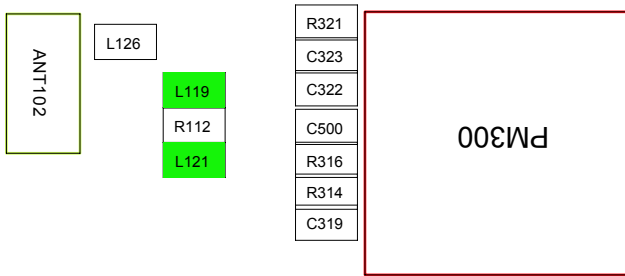 ANT102
L126
L119
R112
L121
R321
C323
C322
C500
R316
R314
C319
PM300